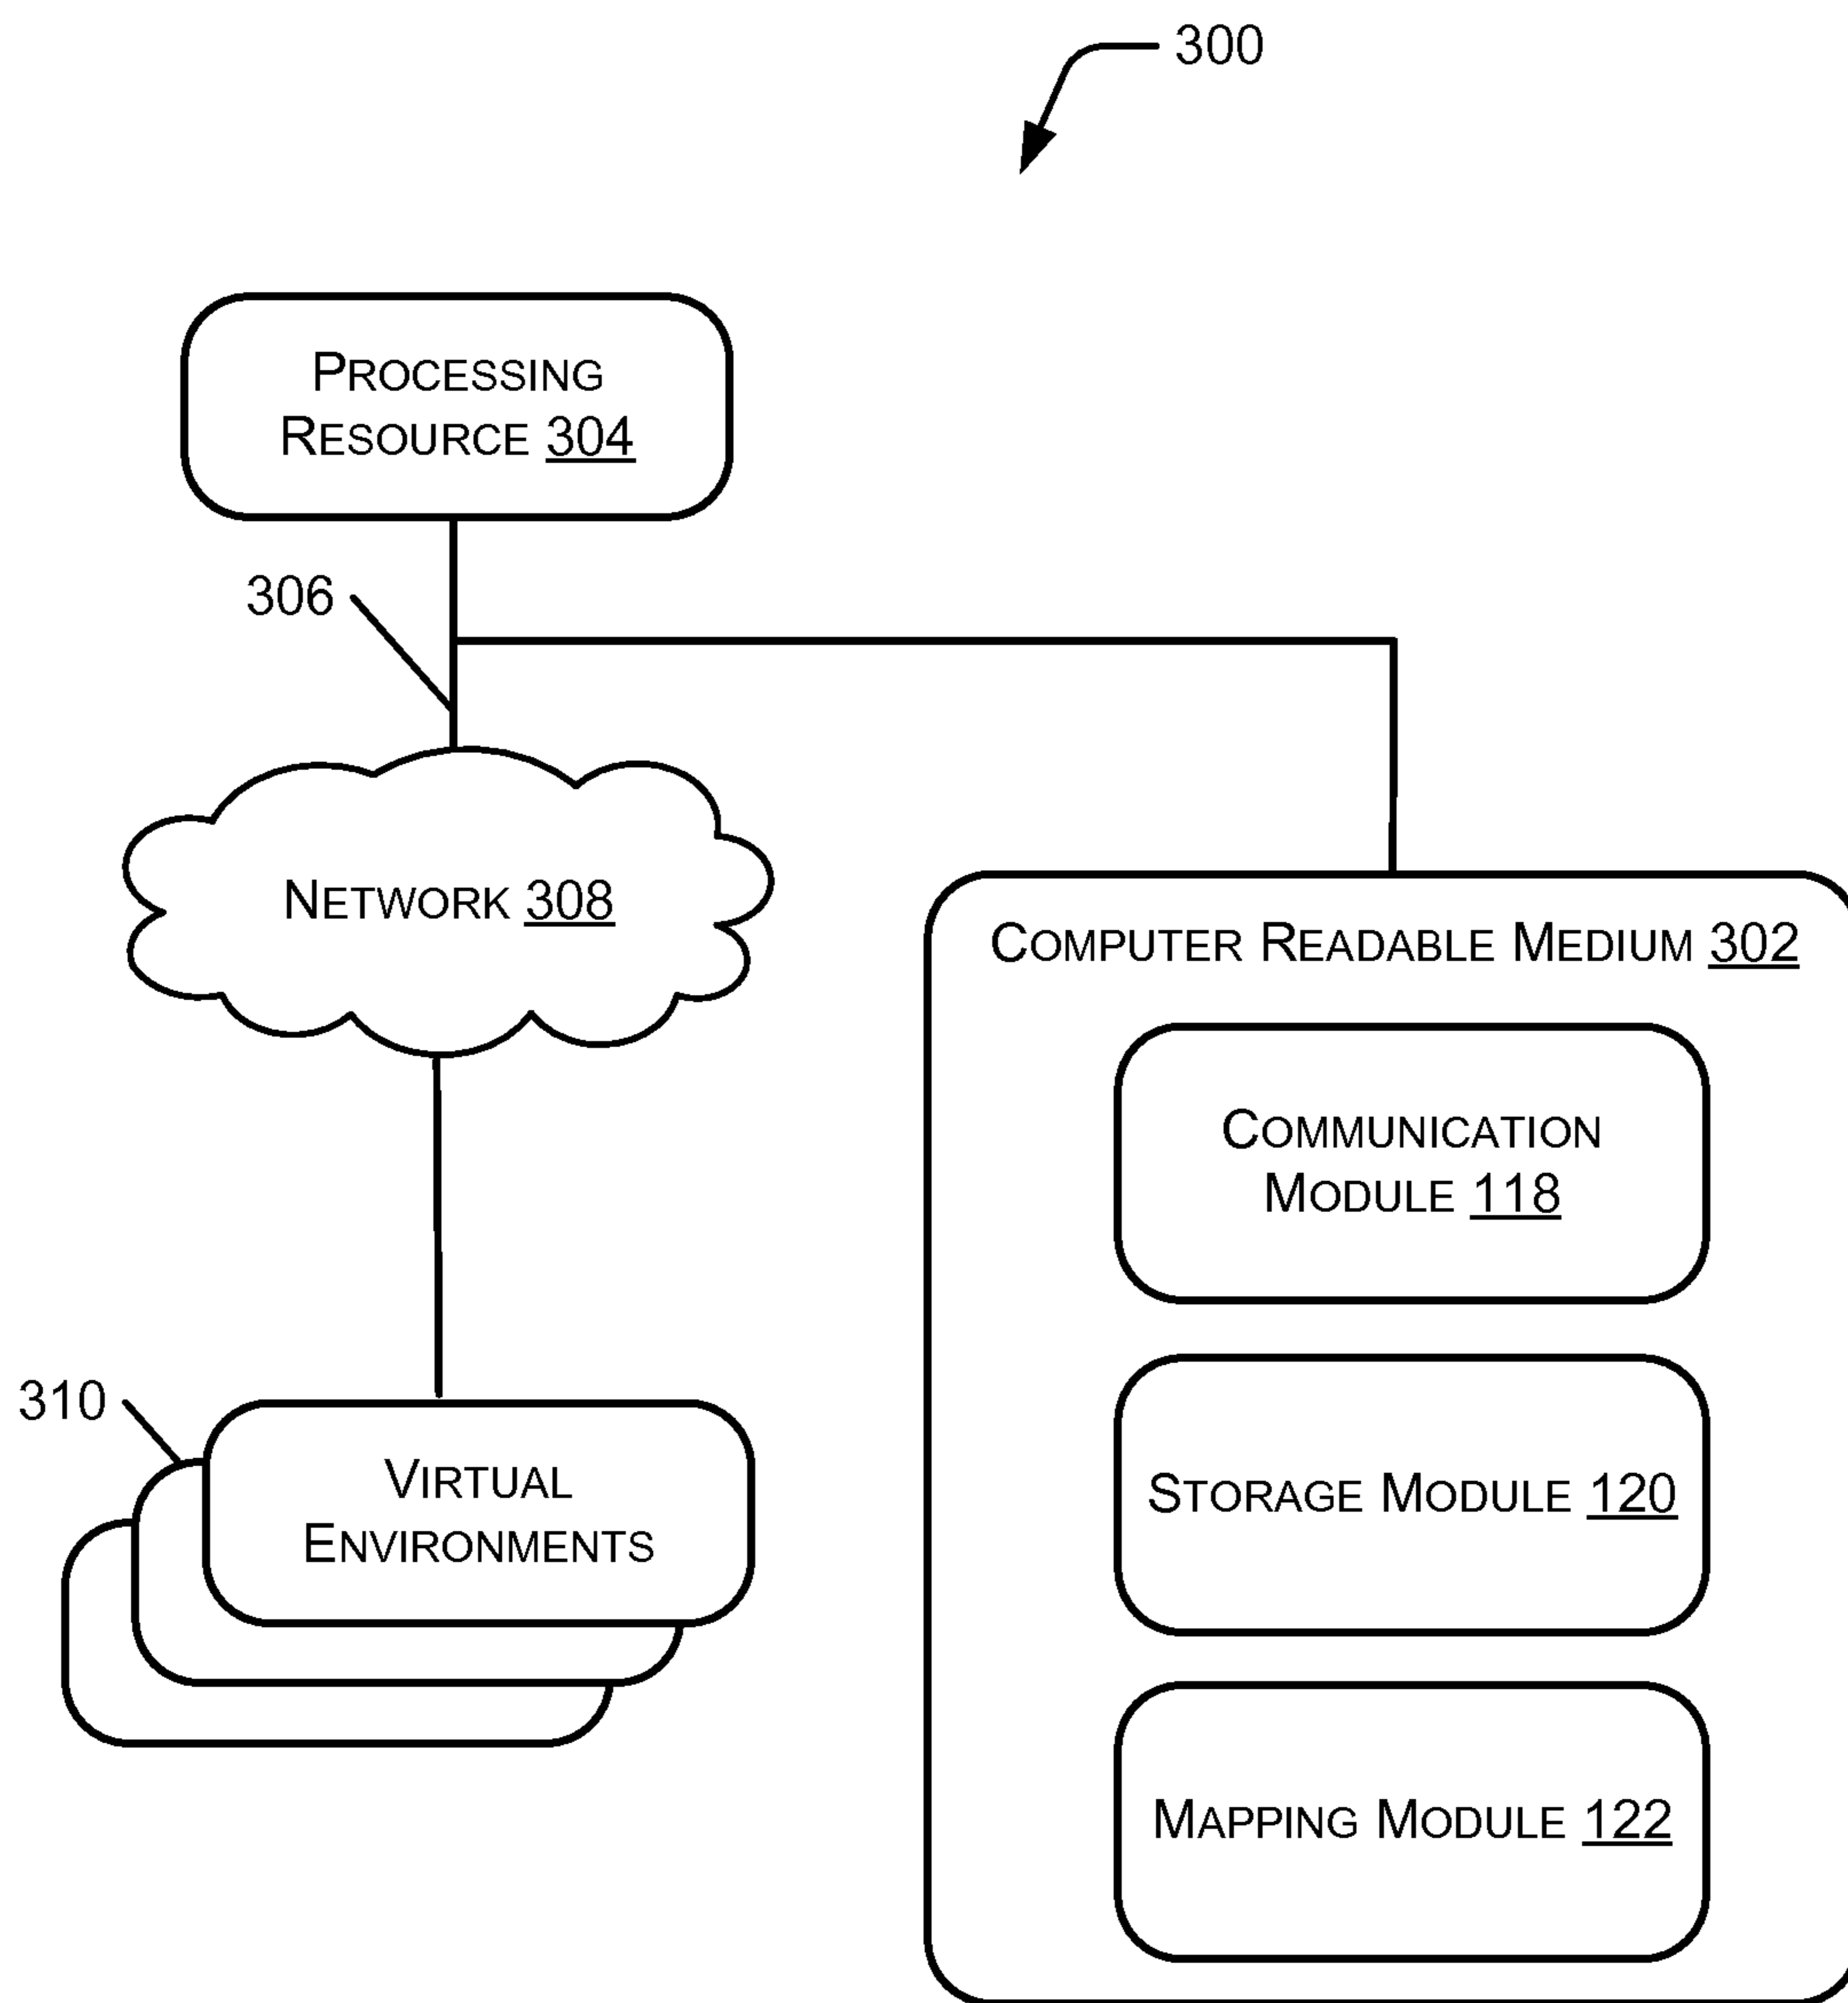 300
PROCESSING
RESOURCE 304
306
NETWORK 308
COMPUTER READABLE MEDIUM 302
COMMUNICATION
MODULE 118
310
VIRTUAL
ENVIRONMENTS
STORAGE MODULE 120
MAPPING MODULE 122